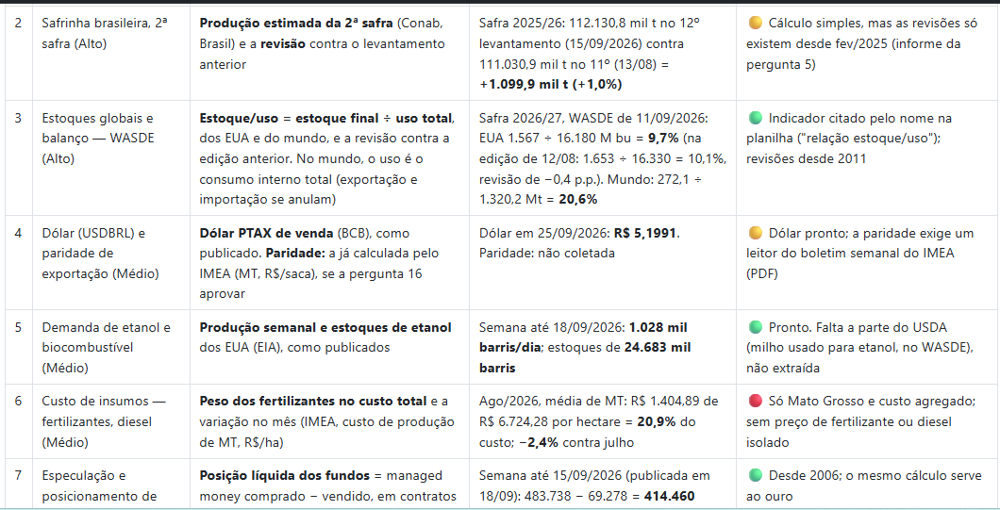 2
Safrinha brasileira, 2ª
safra (Alto)
Produção estimada da 2ª safra (Conab,
Brasil) e a revisão contra o levantamento
anterior
Safra 2025/26: 112.130,8 mil t no 12º
levantamento (15/09/2026) contra
111.030,9 mil t no 11º (13/08) =
+1.099,9 mil t (+1,0%)
Cálculo simples, mas as revisões só
existem desde fev/2025 (informe da
pergunta 5)
3
Estoques globais e
balanço — WASDE
(Alto)
Estoque/uso = estoque final ÷ uso total,
dos EUA e do mundo, e a revisão contra a
edição anterior. No mundo, o uso é o
consumo interno total (exportação e
importação se anulam)
Safra 2026/27, WASDE de 11/09/2026:
EUA 1.567 ÷ 16.180 M bu = 9,7% (na
edição de 12/08: 1.653 ÷ 16.330 = 10,1%,
revisão de −0,4 p.p.). Mundo: 272,1 ÷
1.320,2 Mt = 20,6%
Indicador citado pelo nome na
planilha ("relação estoque/uso");
revisões desde 2011
4
Dólar (USDBRL) e
paridade de
exportação (Médio)
Dólar PTAX de venda (BCB), como
publicado. Paridade: a já calculada pelo
IMEA (MT, R$/saca), se a pergunta 16
aprovar
Dólar em 25/09/2026: R$ 5,1991.
Paridade: não coletada
Dólar pronto; a paridade exige um
leitor do boletim semanal do IMEA
(PDF)
5
Demanda de etanol e
biocombustível
(Médio)
Produção semanal e estoques de etanol
dos EUA (EIA), como publicados
Semana até 18/09/2026: 1.028 mil
barris/dia; estoques de 24.683 mil
barris
Pronto. Falta a parte do USDA
(milho usado para etanol, no WASDE),
não extraída
6
Custo de insumos —
fertilizantes, diesel
(Médio)
Peso dos fertilizantes no custo total e a
variação no mês (IMEA, custo de produção
de MT, R$/ha)
Ago/2026, média de MT: R$ 1.404,89 de
R$ 6.724,28 por hectare = 20,9% do
custo; −2,4% contra julho
Só Mato Grosso e custo agregado;
sem preço de fertilizante ou diesel
isolado
7
Especulação e
posicionamento de
Posição líquida dos fundos = managed
money comprado − vendido, em contratos
Semana até 15/09/2026 (publicada em
18/09): 483.738 − 69.278 = 414.460
Desde 2006; o mesmo cálculo serve
ao ouro